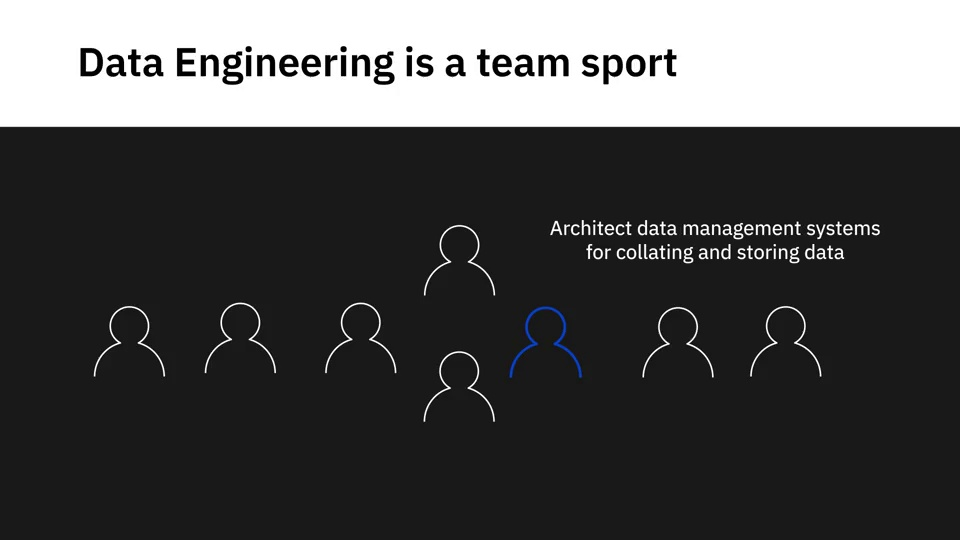 Data Engineering is a team sport
Architect data management systems
for collating and storing data